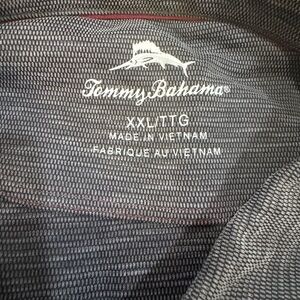 Tommy Bahama®
XXL/TTG
MADE IN VIETNAM
FABRIQUE AU VIETNAM